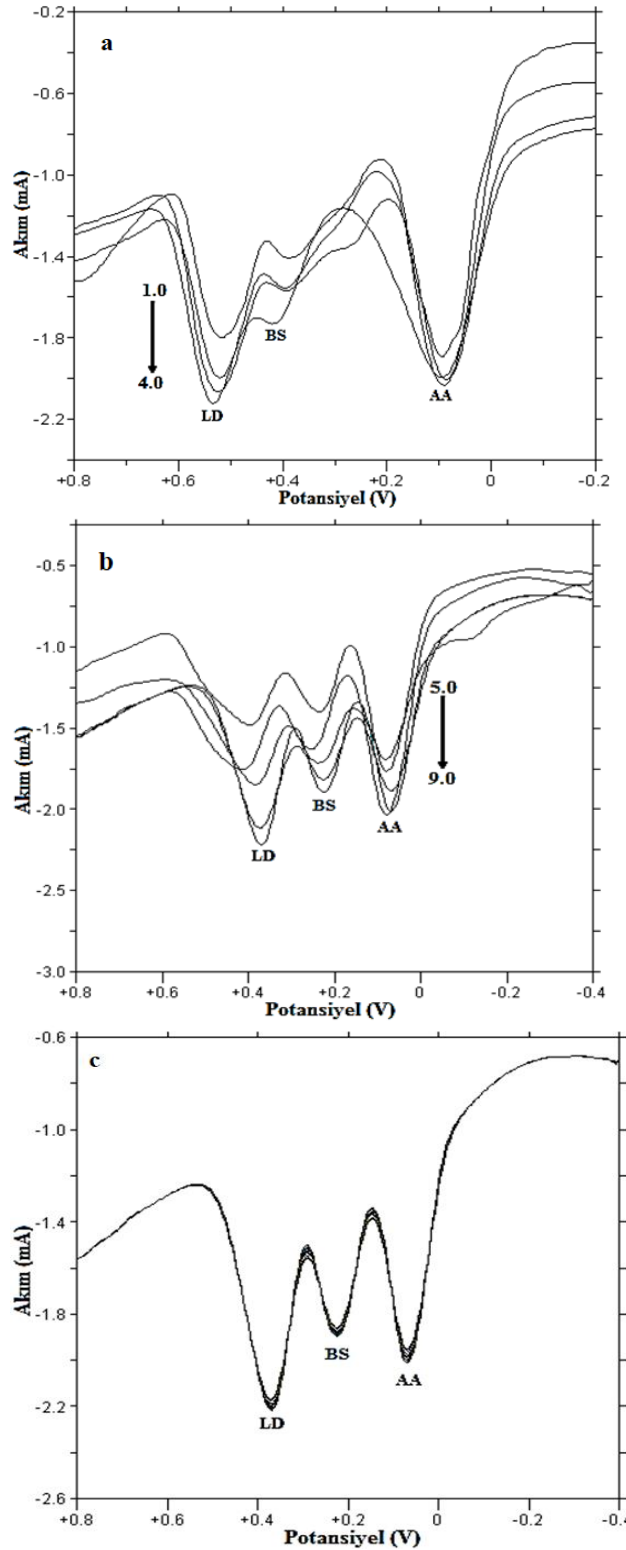 a
-0.2
-0.6
-1.0
-1.4
-1.8
-2.2
Akım (mA)
1.0
4.0
LD
BS
AA
+0.8 +0.6 +0.4 +0.2 0 -0.2
Potansiyel (V)
b
-0.5
-1.0
-1.5
-2.0
-2.5
-3.0
Akım (mA)
5.0
9.0
LD
BS
AA
+0.8 +0.6 +0.4 +0.2 0 -0.2 -0.4
Potansiyel (V)
c
-0.6
-1.0
-1.4
-1.8
-2.2
-2.6
Akım (mA)
LD
BS
AA
+0.8 +0.6 +0.4 +0.2 0 -0.2 -0.4
Potansiyel (V)